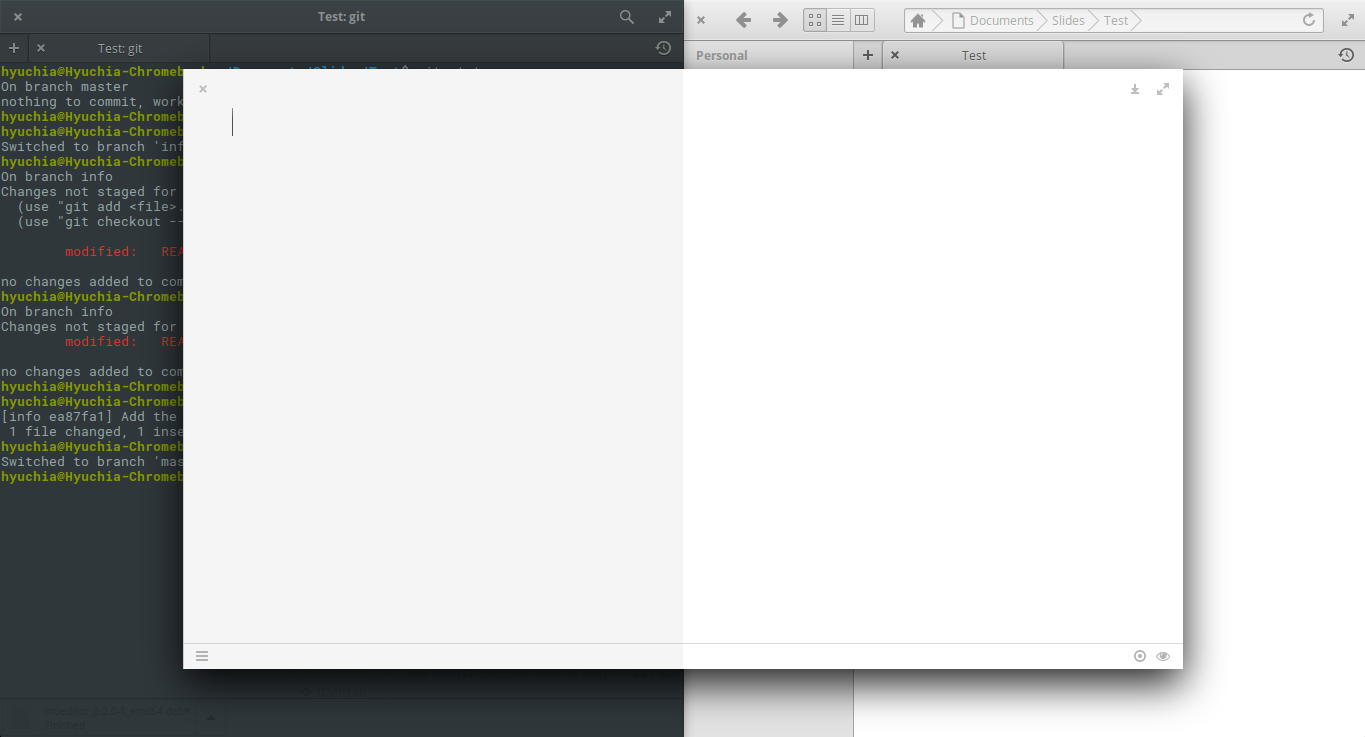 Test: git
Test: git
hyuchia@Hyuchia-Chromeb
On branch master
nothing to commit, work
hyuchia@Hyuchia-Chromeb
hyuchia@Hyuchia-Chromeb
Switched to branch 'inf
hyuchia@Hyuchia-Chromeb
On branch info
Changes not staged for
(use "git add <file>.
(use "git checkout --
modified: REA
no changes added to com
hyuchia@Hyuchia-Chromeb
On branch info
Changes not staged for
modified: REA
no changes added to com
hyuchia@Hyuchia-Chromeb
hyuchia@Hyuchia-Chromeb
[info ea87fa1] Add the
1 file changed, 1 inse
hyuchia@Hyuchia-Chromeb
Switched to branch 'mas
hyuchia@Hyuchia-Chromeb
Finished
Documents Slides Test
Personal
Test